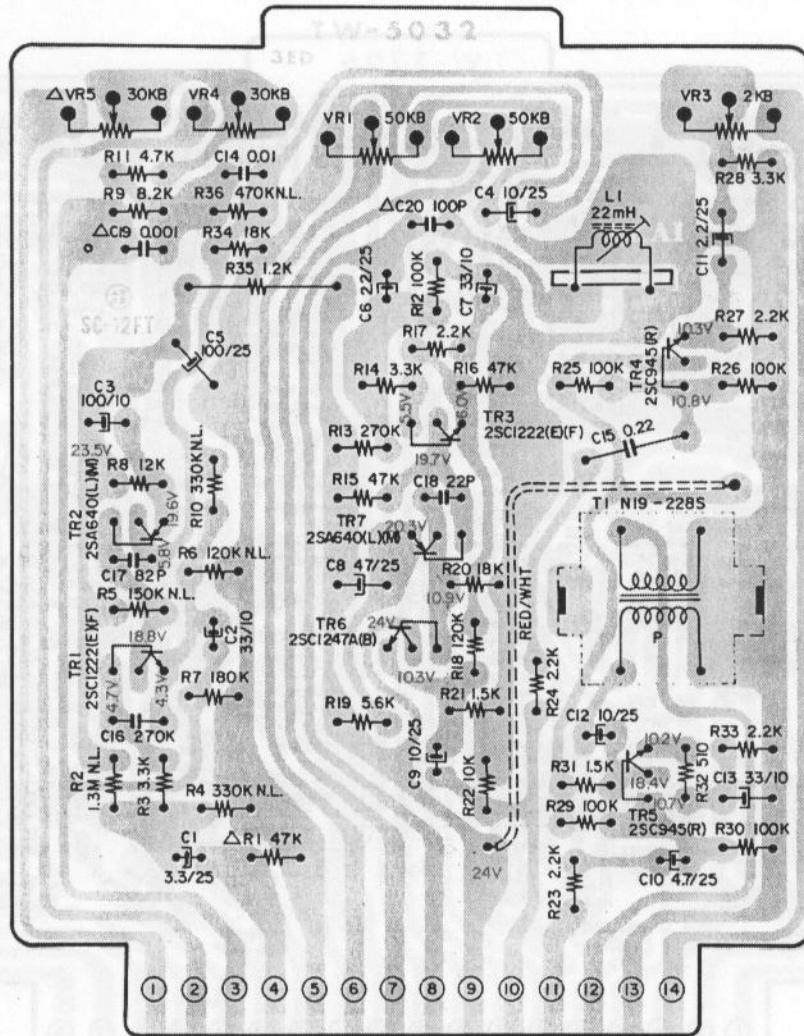 TW-5032
△VR5 30KB VR4 30KB VR1 50KB VR2 50KB VR3 2KB
R11 4.7K C14 0.01 R28 3.3K
R9 8.2K R36 470K N.L. △C20 100P C4 10/25 L1 22mH
△C19 0.001 R34 18K C11 2.2/25
R35 1.2K C6 2.2/25 R12 100K C7 33/10
SC-12FT
C5 100/25 R17 2.2K 10.3V R27 2.2K
R14 3.3K R16 47K R25 100K TR4 2SC945(R) R26 100K
C3 100/10 5.5V 6.0V TR3 2SC1222(E)(F) 10.8V
23.5V R13 270K 19.7V C15 0.22
R8 12K R10 330K N.L. R15 47K C18 22P
TR2 2SA640(L)(M) 19.6V TR7 2SA640(L)(M) 20.3V T1 N19-228S
5.8V
C17 82P R6 120K N.L. C8 47/25 R20 18K
R5 150K N.L. 10.9V RED/WHT
TR1 2SC1222(E)(F) 18.8V C2 33/10 TR6 2SC1247A(B) 24V R18 120K P
4.7V 4.3V R7 180K 10.3V R24 2.2K
C16 270K R19 5.6K R21 1.5K C12 10/25
R2 1.3M N.L. R3 3.3K C9 10/25 R22 10K 10.2V R32 510 R33 2.2K
R4 330K N.L. R31 1.5K 18.4V C13 33/10
R29 100K 10.7V TR5 2SC945(R)
C1 3.3/25 △R1 47K 24V R23 2.2K C10 4.7/25 R30 100K
1 2 3 4 5 6 7 8 9 10 11 12 13 14